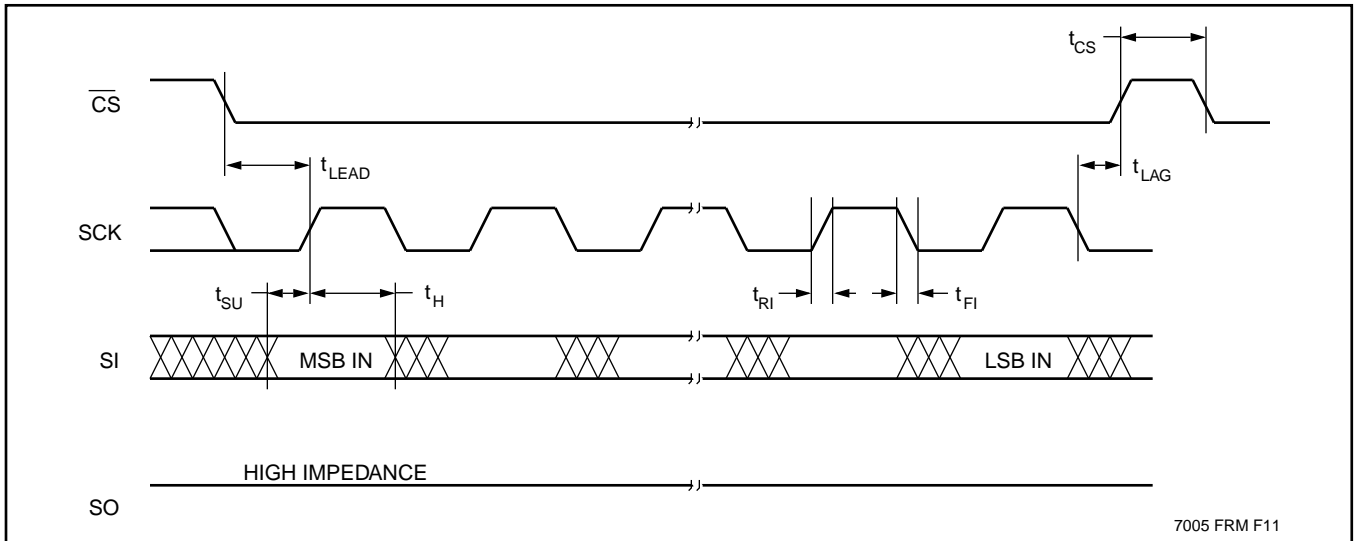 tCS
CS
tLEAD
tLAG
SCK
tSU
tH
tRI
tFI
SI
MSB IN
LSB IN
HIGH IMPEDANCE
SO
7005 FRM F11